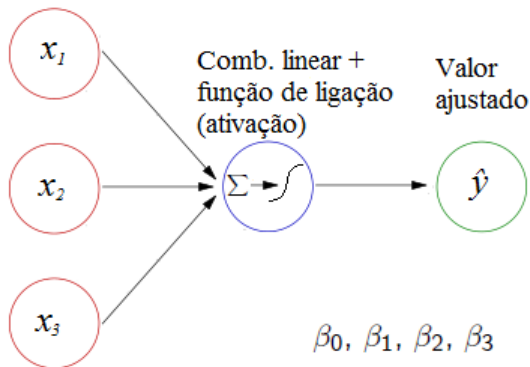 x₁
Comb. linear +
função de ligação
(ativação)
Valor
ajustado
x₂
Σ
ŷ
x₃
β₀, β₁, β₂, β₃